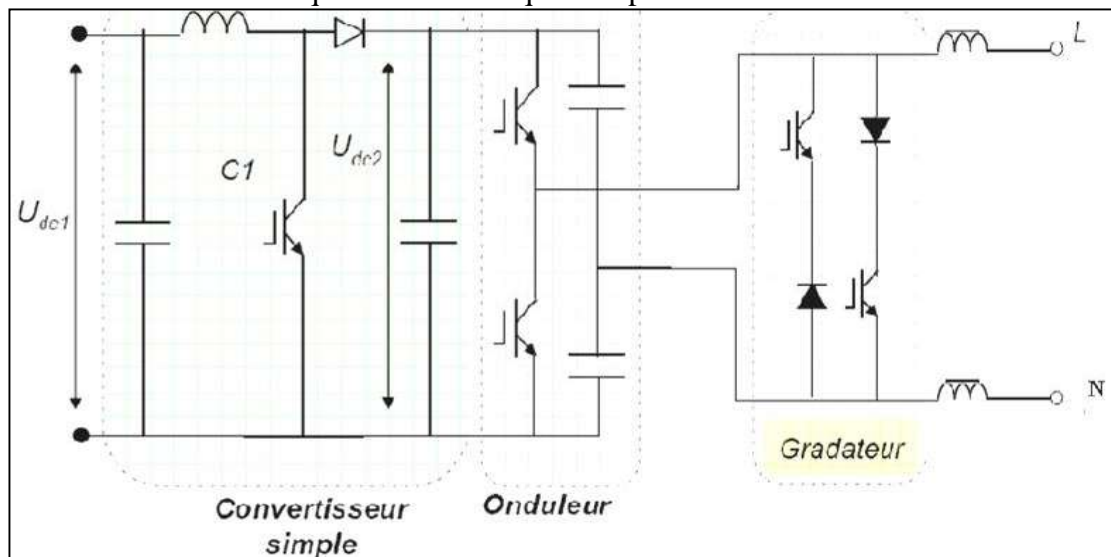 L
C1
U_dc2
U_dc1
N
Gradateur
Convertisseur
simple
Onduleur